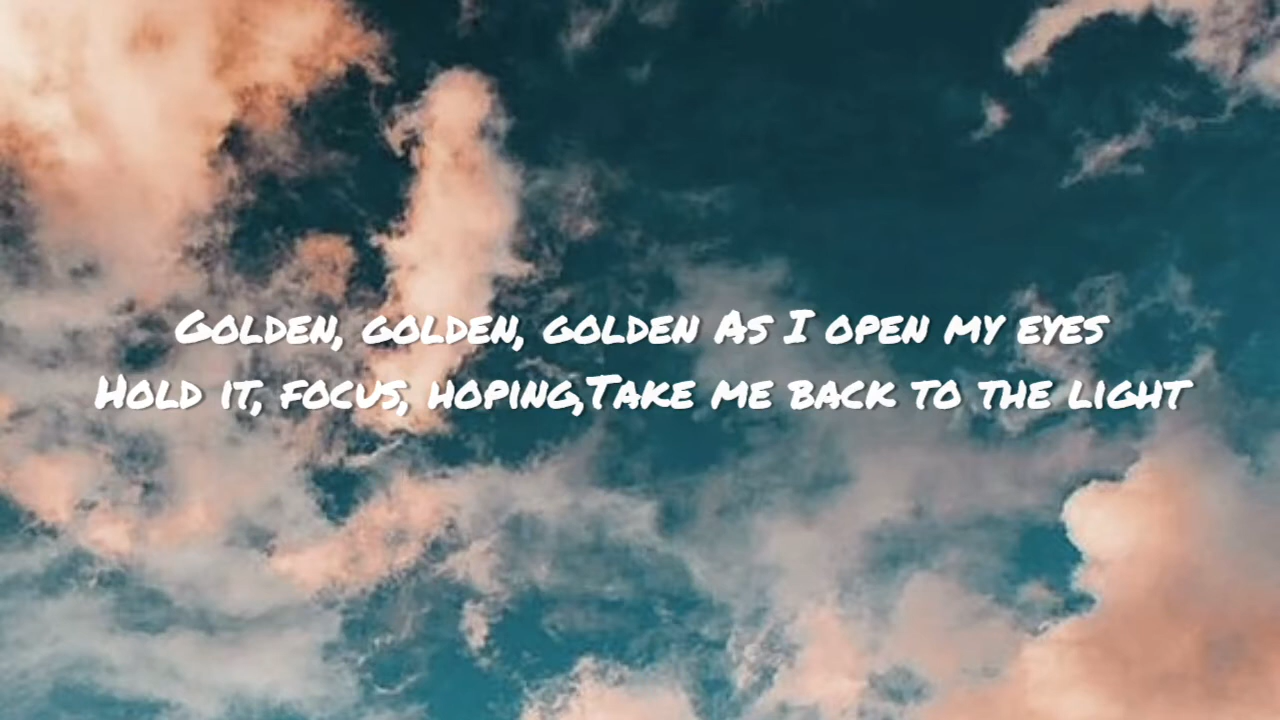 Golden, golden, golden As I open my eyes
Hold it, focus, hoping,Take me back to the light